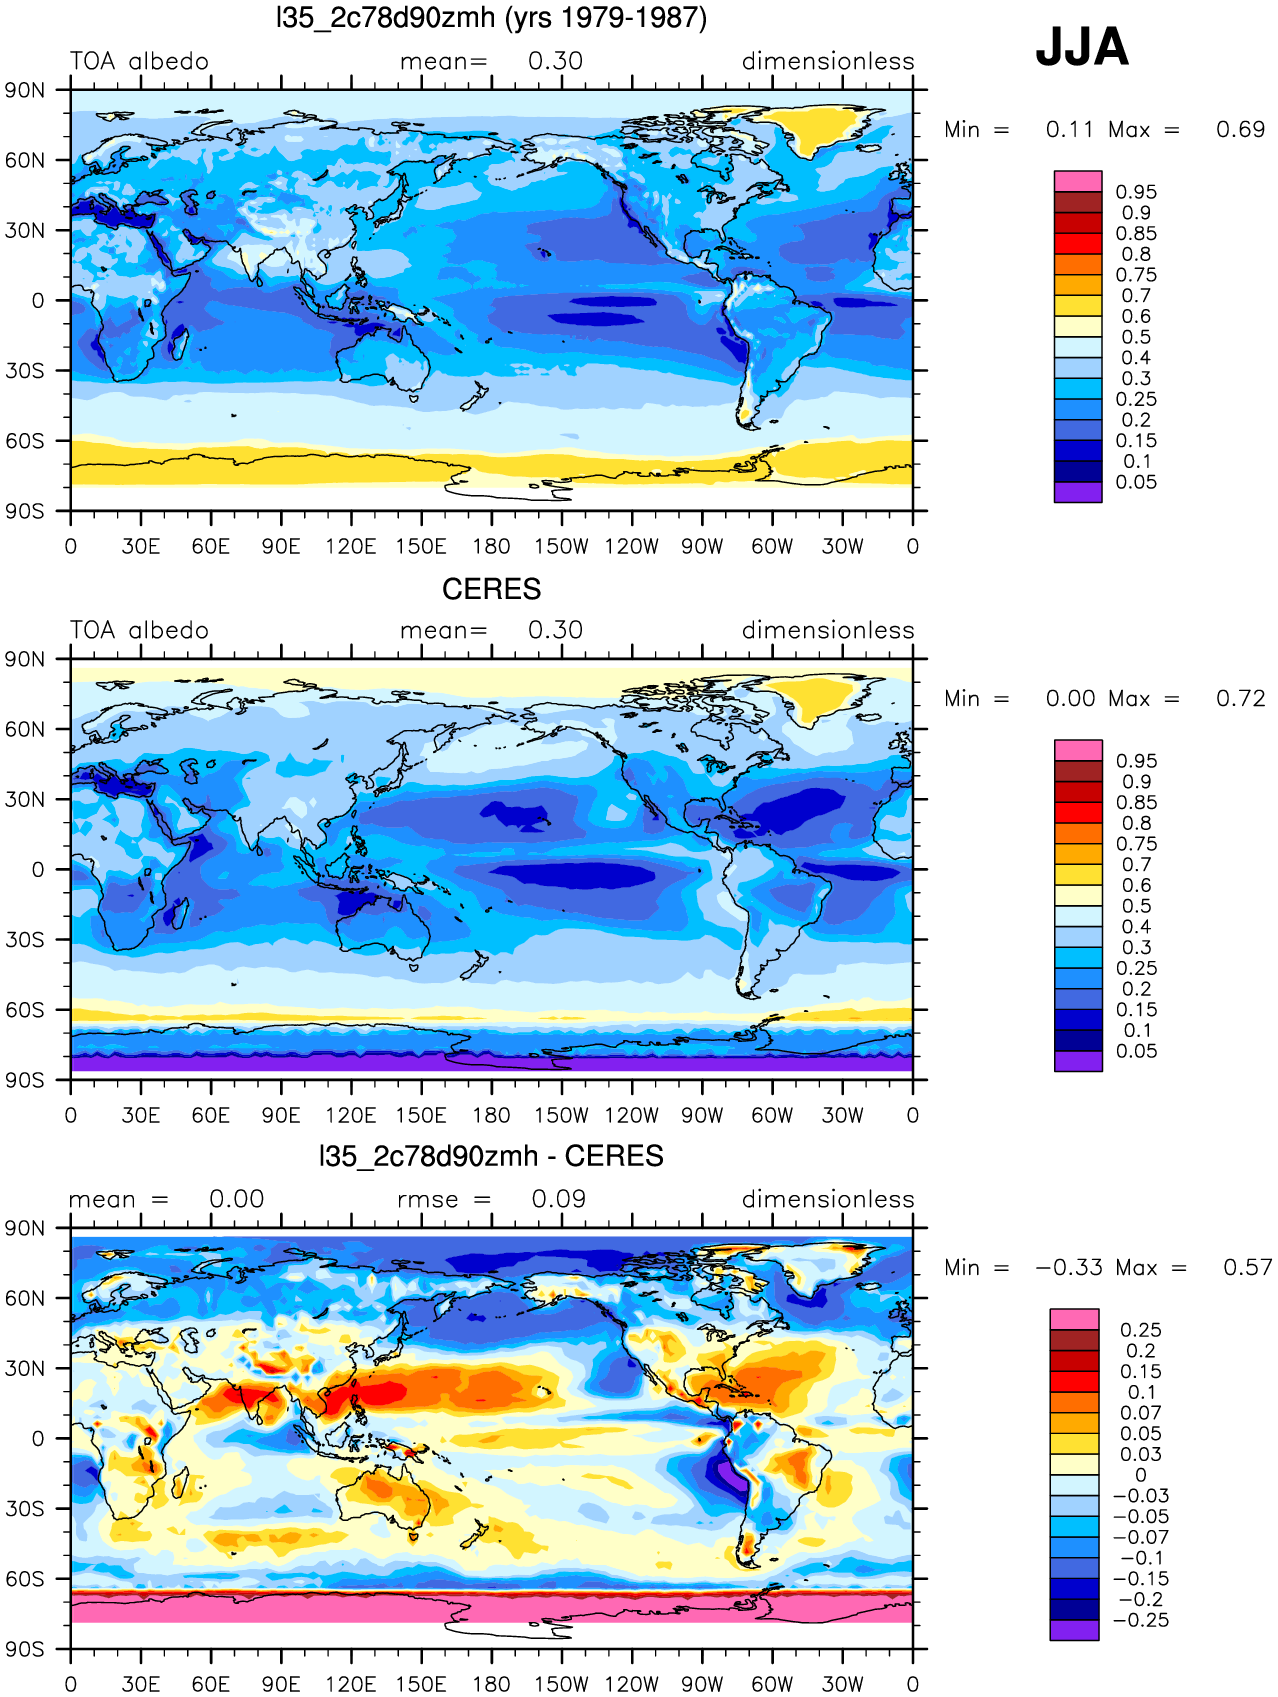 l35_2c78d90zmh (yrs 1979-1987)
JJA
TOA albedo mean= 0.30 dimensionless
Min = 0.11 Max = 0.69
90N
60N
30N
0
30S
60S
90S
0 30E 60E 90E 120E 150E 180 150W 120W 90W 60W 30W 0
0.95
0.9
0.85
0.8
0.75
0.7
0.6
0.5
0.4
0.3
0.25
0.2
0.15
0.1
0.05
CERES
TOA albedo mean= 0.30 dimensionless
Min = 0.00 Max = 0.72
90N
60N
30N
0
30S
60S
90S
0 30E 60E 90E 120E 150E 180 150W 120W 90W 60W 30W 0
0.95
0.9
0.85
0.8
0.75
0.7
0.6
0.5
0.4
0.3
0.25
0.2
0.15
0.1
0.05
l35_2c78d90zmh - CERES
mean = 0.00 rmse = 0.09 dimensionless
Min = −0.33 Max = 0.57
90N
60N
30N
0
30S
60S
90S
0 30E 60E 90E 120E 150E 180 150W 120W 90W 60W 30W 0
0.25
0.2
0.15
0.1
0.07
0.05
0.03
0
−0.03
−0.05
−0.07
−0.1
−0.15
−0.2
−0.25